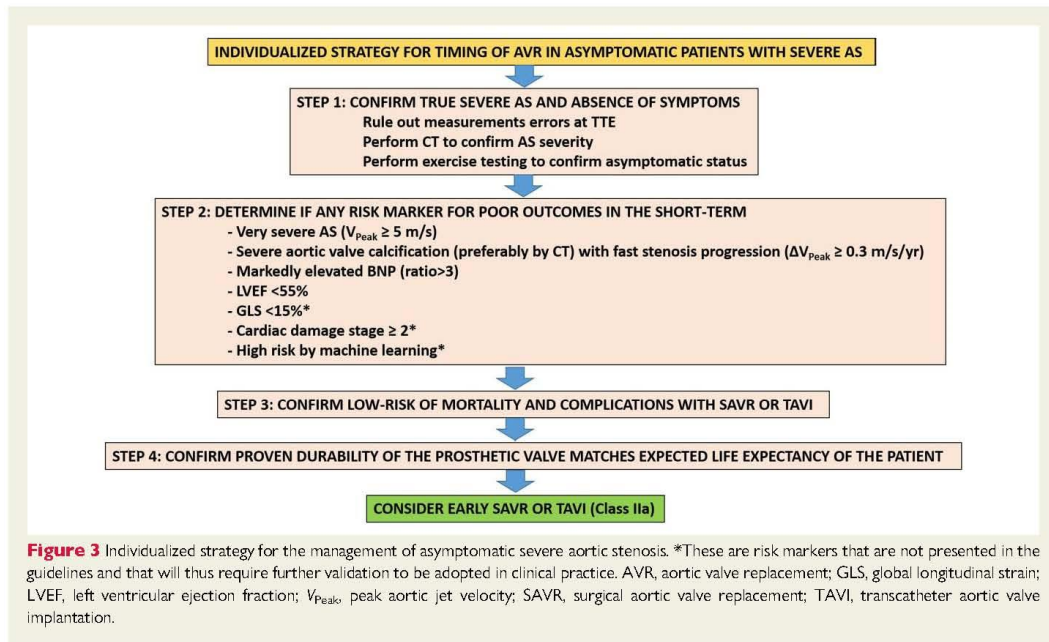 INDIVIDUALIZED STRATEGY FOR TIMING OF AVR IN ASYMPTOMATIC PATIENTS WITH SEVERE AS
STEP 1: CONFIRM TRUE SEVERE AS AND ABSENCE OF SYMPTOMS
Rule out measurements errors at TTE
Perform CT to confirm AS severity
Perform exercise testing to confirm asymptomatic status
STEP 2: DETERMINE IF ANY RISK MARKER FOR POOR OUTCOMES IN THE SHORT-TERM
- Very severe AS (VPeak ≥ 5 m/s)
- Severe aortic valve calcification (preferably by CT) with fast stenosis progression (ΔVPeak ≥ 0.3 m/s/yr)
- Markedly elevated BNP (ratio>3)
- LVEF <55%
- GLS <15%*
- Cardiac damage stage ≥ 2*
- High risk by machine learning*
STEP 3: CONFIRM LOW-RISK OF MORTALITY AND COMPLICATIONS WITH SAVR OR TAVI
STEP 4: CONFIRM PROVEN DURABILITY OF THE PROSTHETIC VALVE MATCHES EXPECTED LIFE EXPECTANCY OF THE PATIENT
CONSIDER EARLY SAVR OR TAVI (Class IIa)
Figure 3 Individualized strategy for the management of asymptomatic severe aortic stenosis. *These are risk markers that are not presented in the
guidelines and that will thus require further validation to be adopted in clinical practice. AVR, aortic valve replacement; GLS, global longitudinal strain;
LVEF, left ventricular ejection fraction; VPeak, peak aortic jet velocity; SAVR, surgical aortic valve replacement; TAVI, transcatheter aortic valve
implantation.